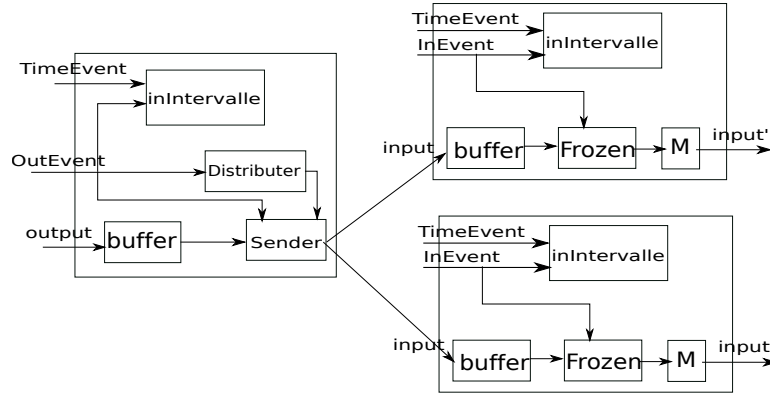 TimeEvent
inIntervalle
OutEvent
Distributer
output
buffer
Sender
TimeEvent
InEvent
inIntervalle
input
buffer
Frozen
M
input'
TimeEvent
InEvent
inIntervalle
input
buffer
Frozen
M
input'